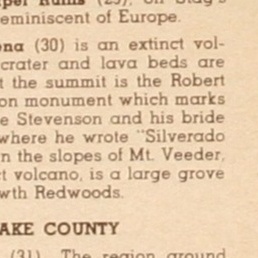 eminiscent of Europe.
ena (30) is an extinct vol-
crater and lava beds are
t the summit is the Robert
on monument which marks
e Stevenson and his bride
where he wrote "Silverado
n the slopes of Mt. Veeder,
ct volcano, is a large grove
wth Redwoods.
AKE COUNTY
(31). The region around